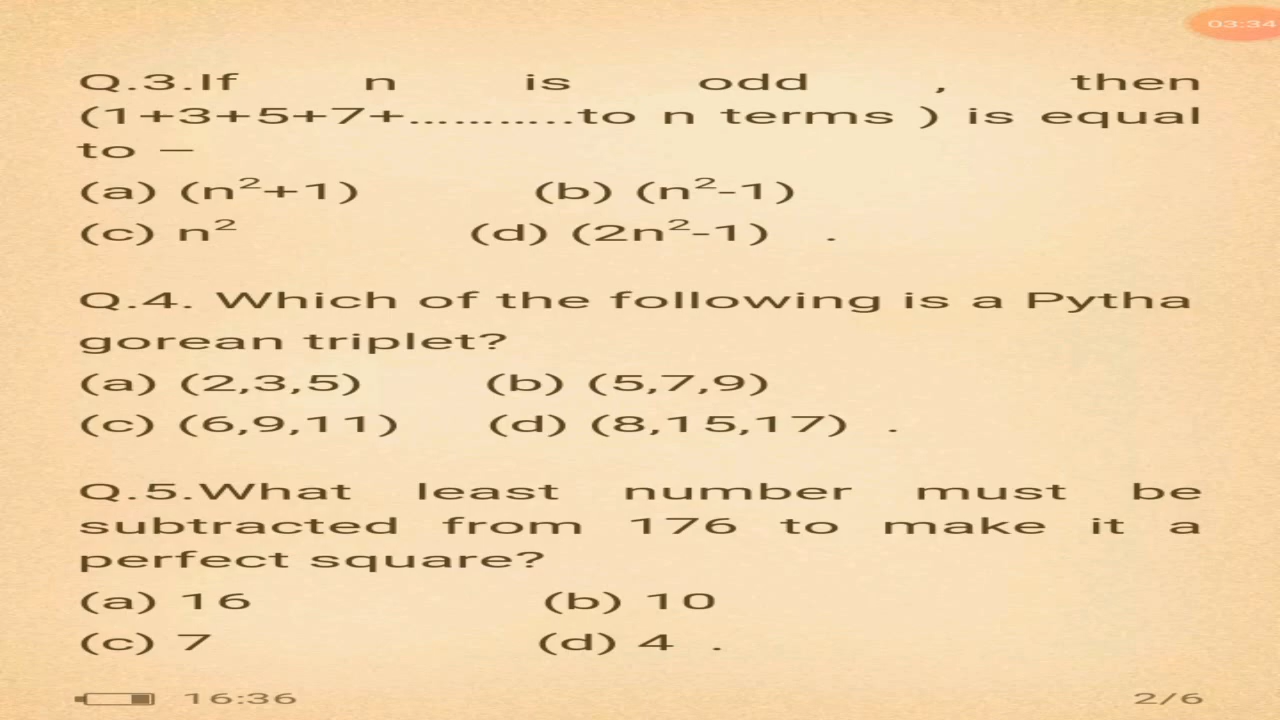 03:34
Q.3.If n is odd , then
(1+3+5+7+...........to n terms ) is equal
to —
(a) (n²+1) (b) (n²-1)
(c) n² (d) (2n²-1) .
Q.4. Which of the following is a Pytha
gorean triplet?
(a) (2,3,5) (b) (5,7,9)
(c) (6,9,11) (d) (8,15,17) .
Q.5.What least number must be
subtracted from 176 to make it a
perfect square?
(a) 16 (b) 10
(c) 7 (d) 4 .
16:36 2/6